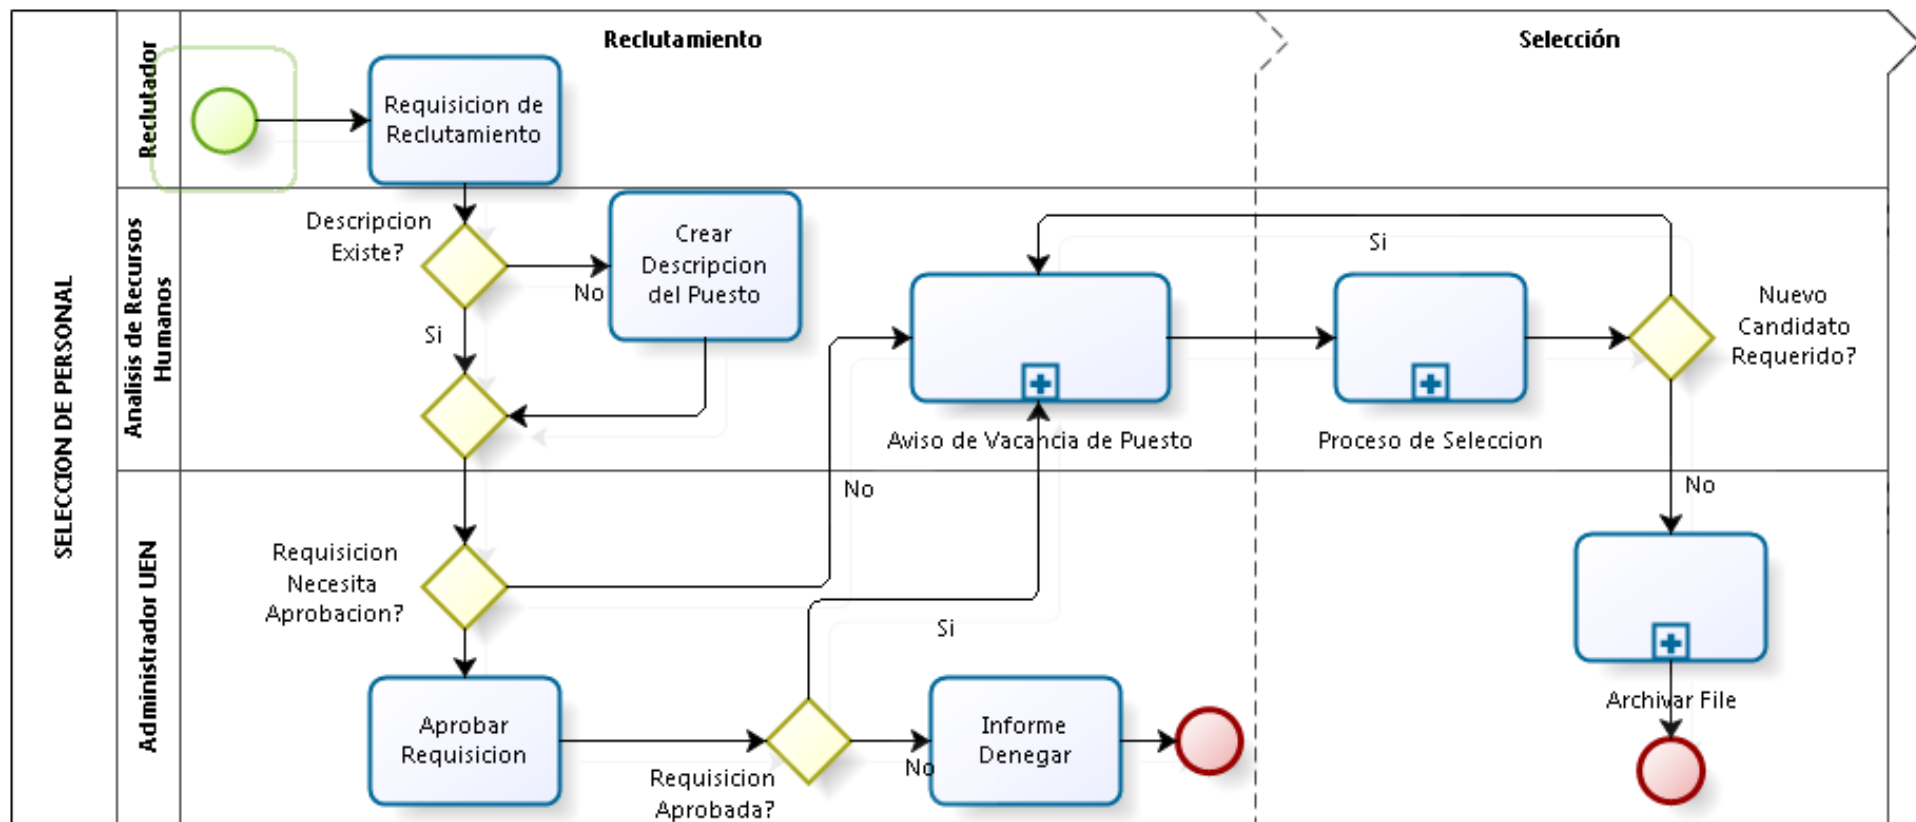 SELECCION DE PERSONAL
Reclutamiento
Selección
Reclutador
Requisicion de
Reclutamiento
Analisis de Recursos
Humanos
Descripcion
Existe?
No
Si
Crear
Descripcion
del Puesto
Aviso de Vacancia de Puesto
Proceso de Seleccion
Si
Nuevo
Candidato
Requerido?
No
Administrador UEN
Requisicion
Necesita
Aprobacion?
No
Aprobar
Requisicion
Requisicion
Aprobada?
Si
No
Informe
Denegar
Archivar File